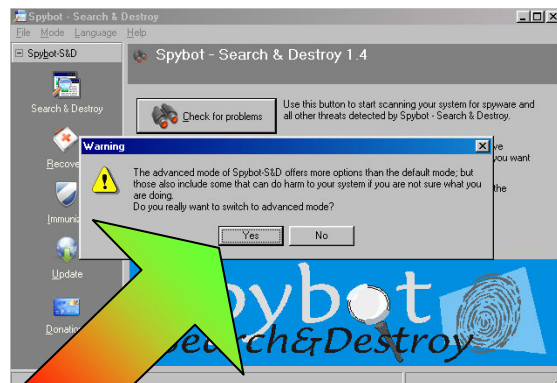 Spybot - Search & Destroy
File Mode Language Help
Spybot-S&D
Spybot - Search & Destroy 1.4
Search & Destroy
Check for problems
Use this button to start scanning your system for spyware and
all other threats detected by Spybot - Search & Destroy.
Warning
you want
the
The advanced mode of Spybot-S&D offers more options than the default mode; but
those also include some that can do harm to your system if you are not sure what you
are doing.
Do you really want to switch to advanced mode?
Yes No
Update
Search&Destroy